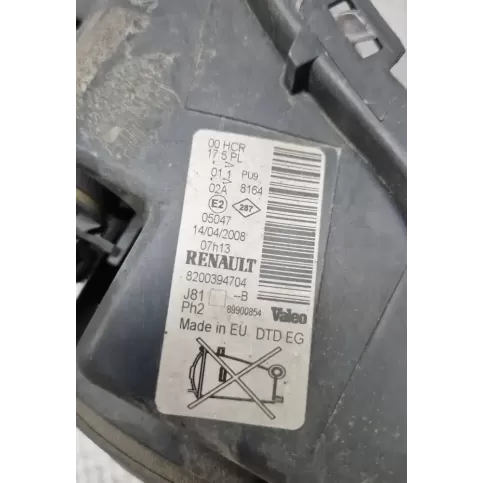 00 HCR
17.5 PL
01.1 PU9
02A 8164
E2 287
05047
14/04/2008
07h13
RENAULT
8200394704
J81 --B
Ph2 89900854 Valeo
Made in EU DTD EG